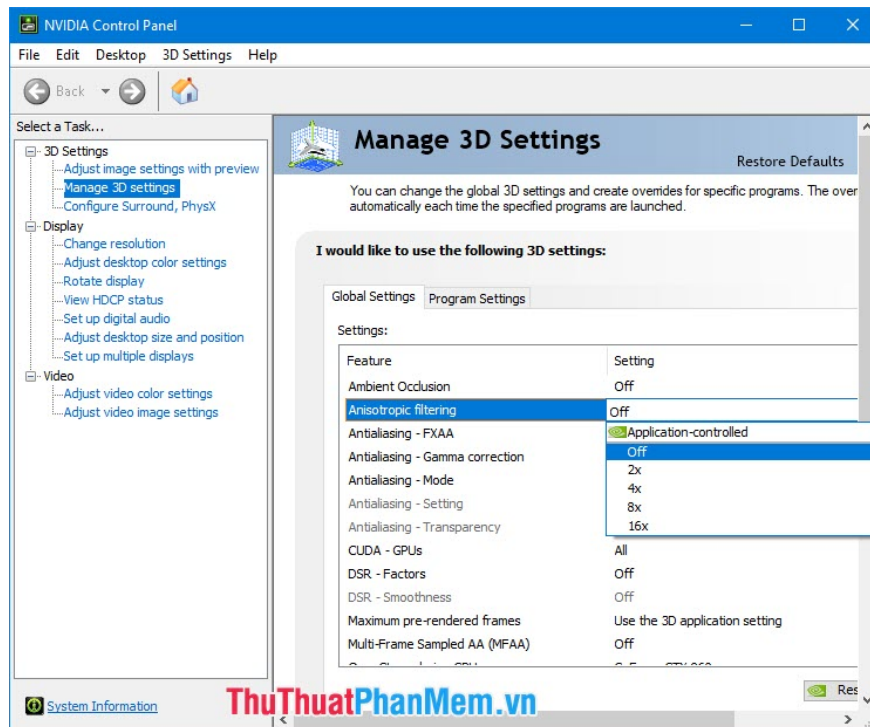 NVIDIA Control Panel
File Edit Desktop 3D Settings Help
Back
Select a Task...
3D Settings
Adjust image settings with preview
Manage 3D settings
Configure Surround, PhysX
Display
Change resolution
Adjust desktop color settings
Rotate display
View HDCP status
Set up digital audio
Adjust desktop size and position
Set up multiple displays
Video
Adjust video color settings
Adjust video image settings
System Information
Manage 3D Settings
Restore Defaults
You can change the global 3D settings and create overrides for specific programs. The over
automatically each time the specified programs are launched.
I would like to use the following 3D settings:
Global Settings Program Settings
Settings:
Feature Setting
Ambient Occlusion Off
Anisotropic filtering Off
Antialiasing - FXAA Application-controlled
Antialiasing - Gamma correction Off
2x
Antialiasing - Mode 4x
Antialiasing - Setting 8x
Antialiasing - Transparency 16x
CUDA - GPUs All
DSR - Factors Off
DSR - Smoothness Off
Maximum pre-rendered frames Use the 3D application setting
Multi-Frame Sampled AA (MFAA) Off
Res
ThuThuatPhanMem.vn